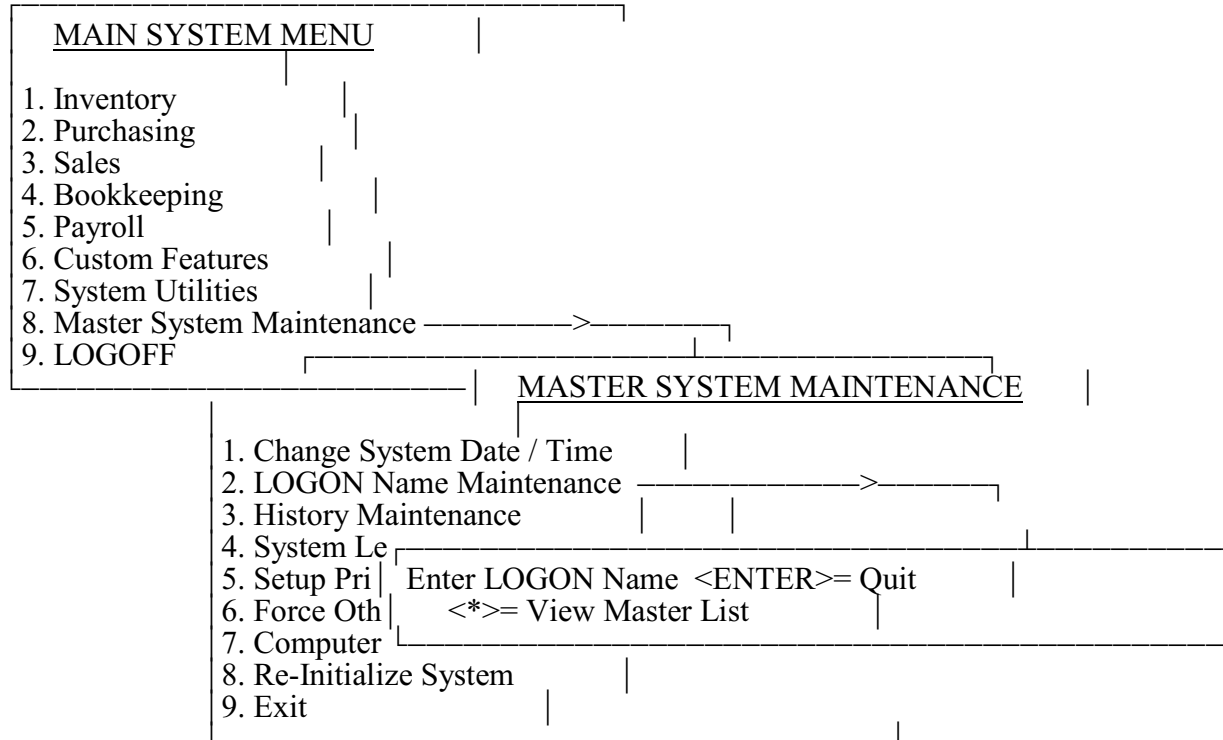 MAIN SYSTEM MENU
1. Inventory
2. Purchasing
3. Sales
4. Bookkeeping
5. Payroll
6. Custom Features
7. System Utilities
8. Master System Maintenance
9. LOGOFF
MASTER SYSTEM MAINTENANCE
1. Change System Date / Time
2. LOGON Name Maintenance
3. History Maintenance
4. System Le
5. Setup Pri Enter LOGON Name <ENTER>= Quit
6. Force Oth <*>= View Master List
7. Computer
8. Re-Initialize System
9. Exit